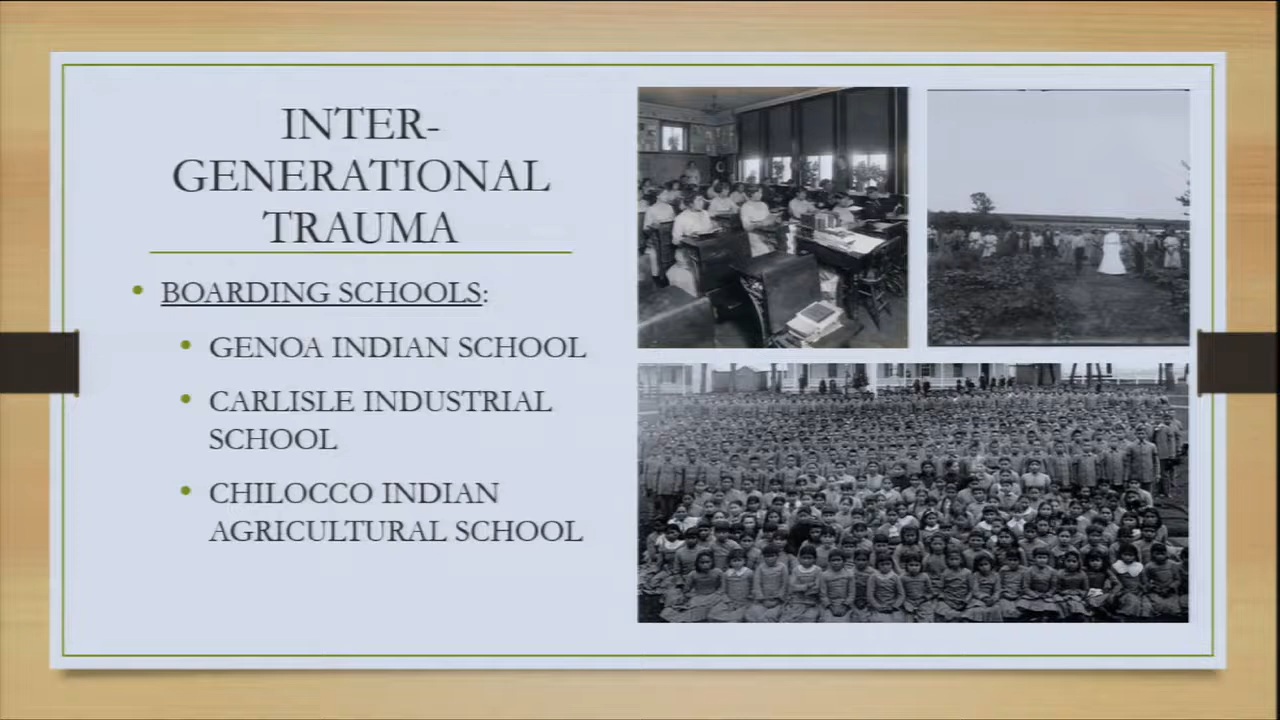 INTER-
GENERATIONAL
TRAUMA
• BOARDING SCHOOLS:
• GENOA INDIAN SCHOOL
• CARLISLE INDUSTRIAL
SCHOOL
• CHILOCCO INDIAN
AGRICULTURAL SCHOOL